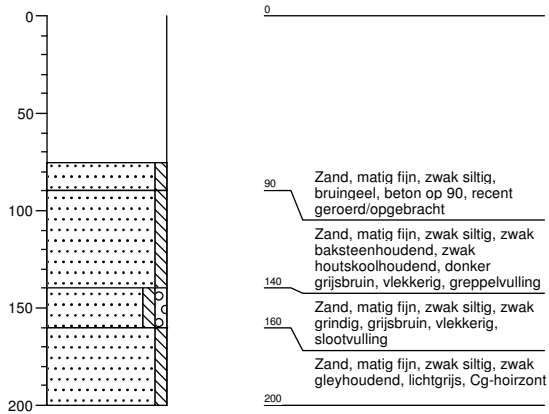 0
50
100
150
200
0
Zand, matig fijn, zwak siltig,
bruingeel, beton op 90, recent
geroerd/opgebracht
90
Zand, matig fijn, zwak siltig, zwak
baksteenhoudend, zwak
houtskoolhoudend, donker
grijsbruin, vlekkerig, greppelvulling
140
Zand, matig fijn, zwak siltig, zwak
grindig, grijsbruin, vlekkerig,
slootvulling
160
Zand, matig fijn, zwak siltig, zwak
gleyhoudend, lichtgrijs, Cg-hoirzont
200